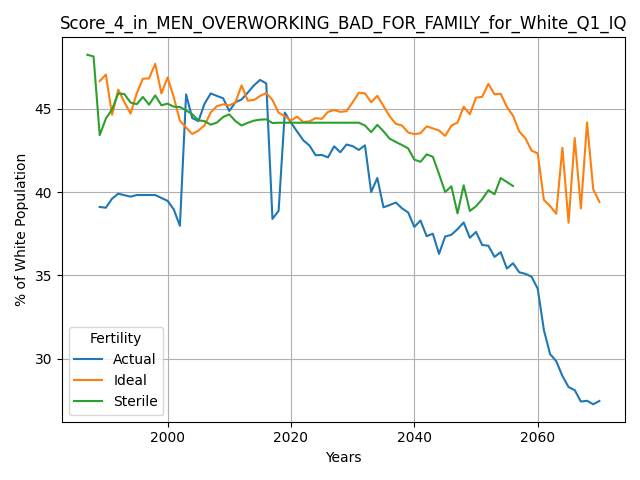 Score_4_in_MEN_OVERWORKING_BAD_FOR_FAMILY_for_White_Q1_IQ
% of White Population
45
40
35
30
Fertility
Actual
Ideal
Sterile
2000 2020 2040 2060
Years